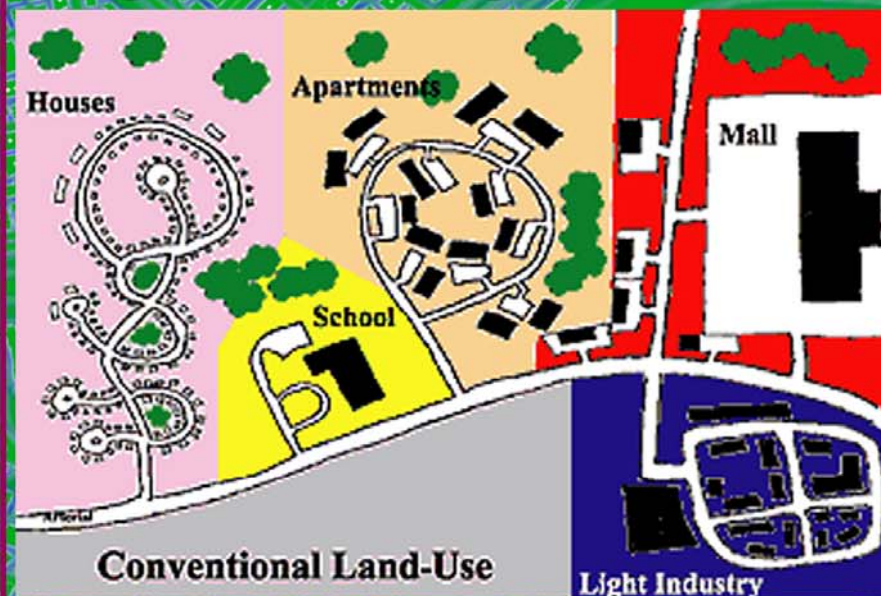 Houses
Apartments
Mall
School
Arterial
Conventional Land-Use
Light Industry